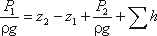 P₁/ρg = z₂ − z₁ + P₂/ρg + ∑ h